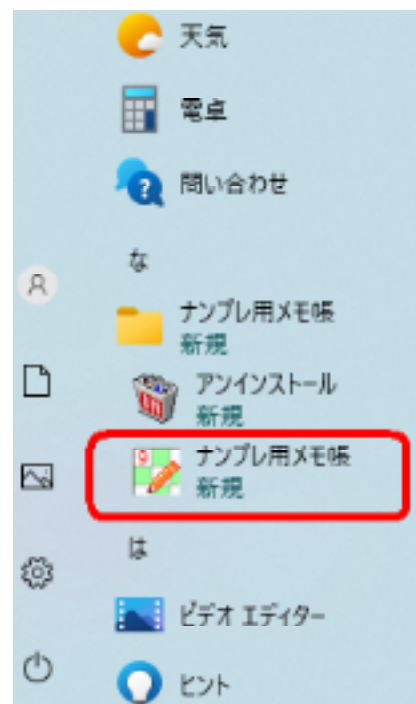 天気
電卓
問い合わせ
な
ナンプレ用メモ帳
新規
アンインストール
新規
ナンプレ用メモ帳
新規
は
ビデオ エディター
ヒント